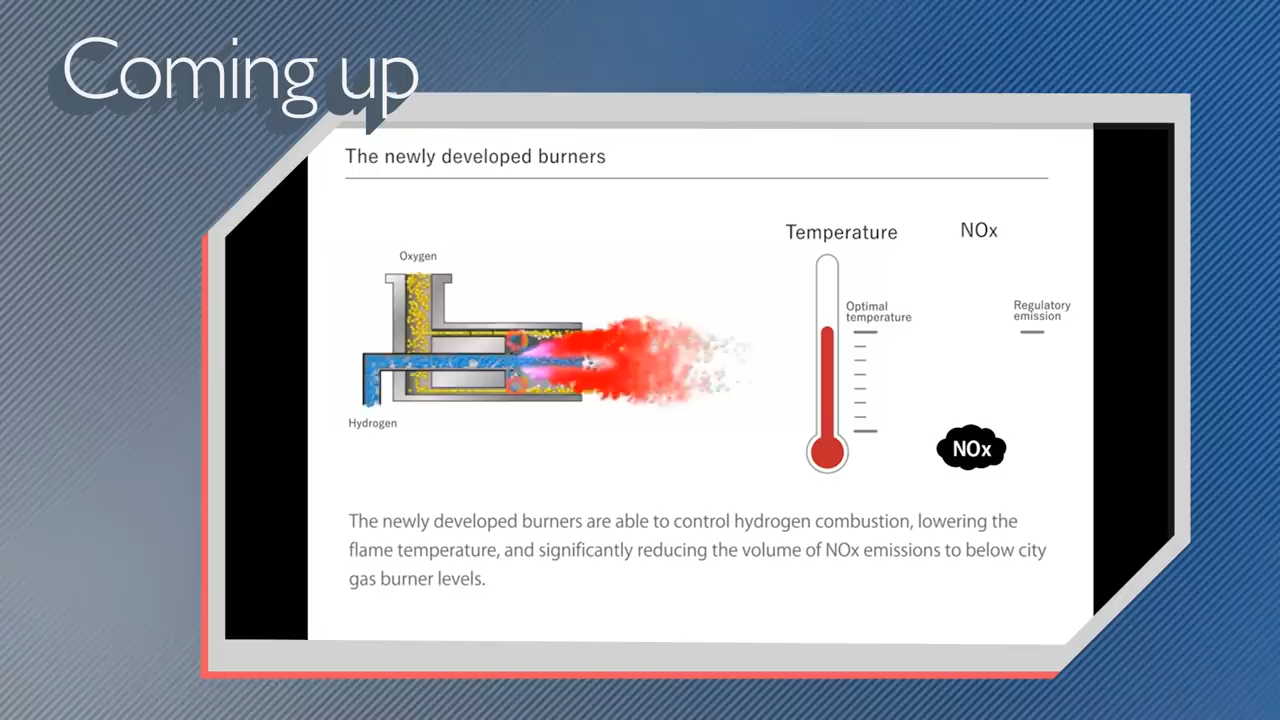 Coming up
The newly developed burners
Temperature
NOx
Oxygen
Optimal
temperature
Regulatory
emission
Hydrogen
NOx
The newly developed burners are able to control hydrogen combustion, lowering the
flame temperature, and significantly reducing the volume of NOx emissions to below city
gas burner levels.